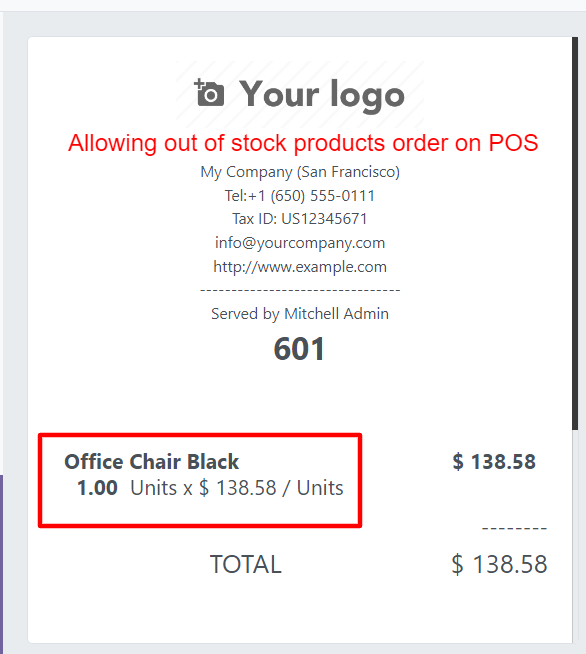 Your logo
Allowing out of stock products order on POS
My Company (San Francisco)
Tel:+1 (650) 555-0111
Tax ID: US12345671
info@yourcompany.com
http://www.example.com
--------------------------------
Served by Mitchell Admin
601
Office Chair Black $ 138.58
1.00 Units x $ 138.58 / Units
--------
TOTAL $ 138.58